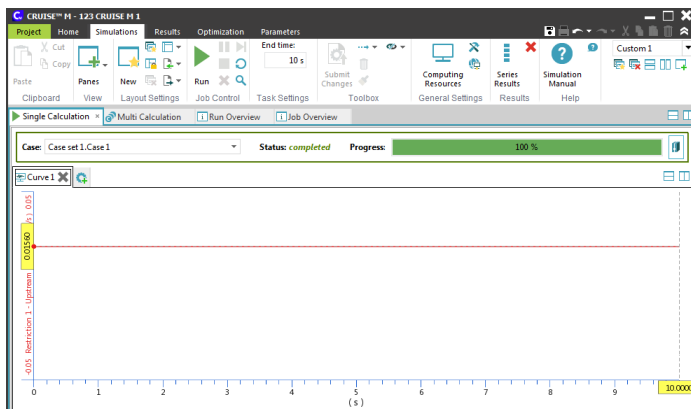 CRUISE™ M - 123 CRUISE M 1
Project Home Simulations Results Optimization Parameters
Cut
Copy
Paste
Panes
New
Run
End time:
10 s
Submit Changes
Computing Resources
Series Results
Simulation Manual
Custom 1
Clipboard View Layout Settings Job Control Task Settings Toolbox General Settings Results Help
Single Calculation × Multi Calculation Run Overview Job Overview
Case: Case set 1.Case 1 Status: completed Progress: 100 %
Curve 1
-0.05 Restriction 1 - Upstream 0.01560 /s ) 0.05
0 1 2 3 4 5 6 7 8 9 10.0000
( s )